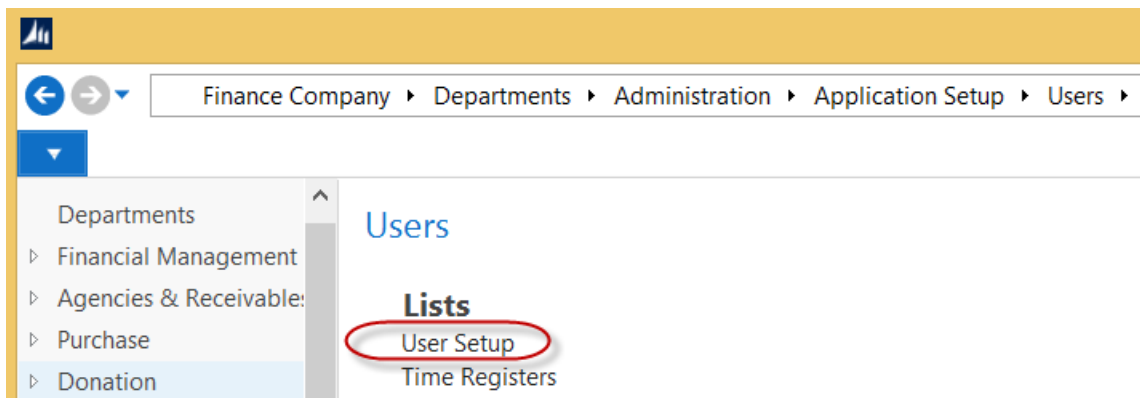 Finance Company ▸ Departments ▸ Administration ▸ Application Setup ▸ Users ▸
Departments
Financial Management
Agencies & Receivables
Purchase
Donation
Users
Lists
User Setup
Time Registers